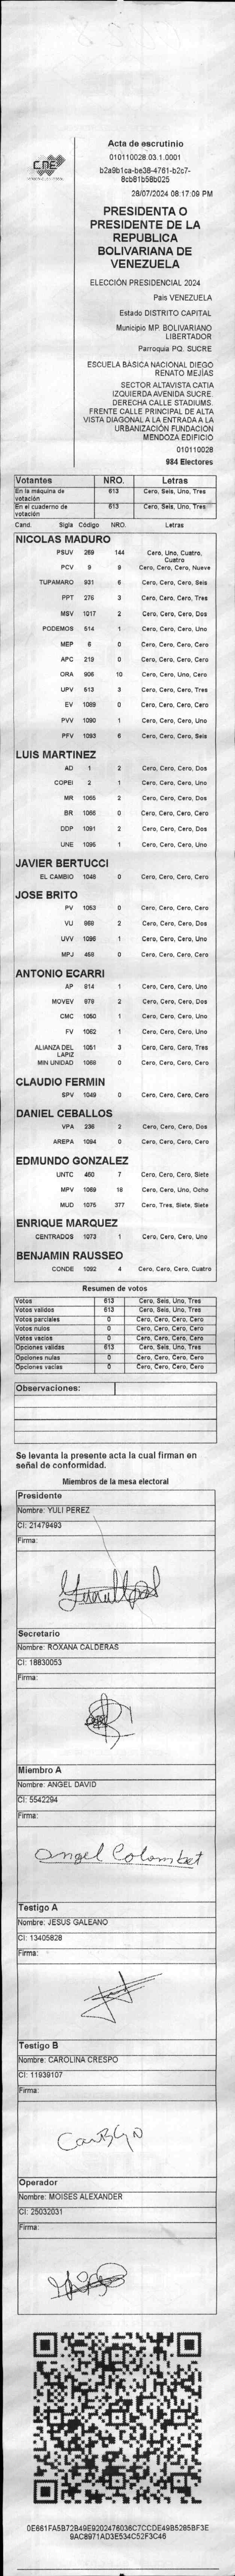 CNE
Acta de escrutinio
010110028.03.1.0001
b2a9b1ca-be38-4761-b2c7-
8cb81b58b025
28/07/2024 08:17:09 PM
PRESIDENTA O
PRESIDENTE DE LA
REPUBLICA
BOLIVARIANA DE
VENEZUELA
ELECCIÓN PRESIDENCIAL 2024
País VENEZUELA
Estado DISTRITO CAPITAL
Municipio MP. BOLIVARIANO
LIBERTADOR
Parroquia PQ. SUCRE
ESCUELA BÁSICA NACIONAL DIEGO
RENATO MEJÍAS
SECTOR ALTAVISTA CATIA
IZQUIERDA AVENIDA SUCRE.
DERECHA CALLE STADIUMS.
FRENTE CALLE PRINCIPAL DE ALTA
VISTA DIAGONAL A LA ENTRADA A LA
URBANIZACIÓN FUNDACIÓN
MENDOZA EDIFICIO
010110028
984 Electores
Votantes NRO. Letras
En la máquina de votación 613 Cero, Seis, Uno, Tres
En el cuaderno de votación 613 Cero, Seis, Uno, Tres
Cand. Sigla Código NRO. Letras
NICOLAS MADURO
PSUV 269 144 Cero, Uno, Cuatro, Cuatro
PCV 9 9 Cero, Cero, Cero, Nueve
TUPAMARO 931 6 Cero, Cero, Cero, Seis
PPT 276 3 Cero, Cero, Cero, Tres
MSV 1017 2 Cero, Cero, Cero, Dos
PODEMOS 514 1 Cero, Cero, Cero, Uno
MEP 6 0 Cero, Cero, Cero, Cero
APC 219 0 Cero, Cero, Cero, Cero
ORA 906 10 Cero, Cero, Uno, Cero
UPV 613 3 Cero, Cero, Cero, Tres
EV 1089 0 Cero, Cero, Cero, Cero
PVV 1090 1 Cero, Cero, Cero, Uno
PFV 1093 6 Cero, Cero, Cero, Seis
LUIS MARTINEZ
AD 1 2 Cero, Cero, Cero, Dos
COPEI 2 1 Cero, Cero, Cero, Uno
MR 1065 2 Cero, Cero, Cero, Dos
BR 1066 0 Cero, Cero, Cero, Cero
DDP 1091 2 Cero, Cero, Cero, Dos
UNE 1095 1 Cero, Cero, Cero, Uno
JAVIER BERTUCCI
EL CAMBIO 1048 0 Cero, Cero, Cero, Cero
JOSE BRITO
PV 1053 0 Cero, Cero, Cero, Cero
VU 969 2 Cero, Cero, Cero, Dos
UVV 1096 1 Cero, Cero, Cero, Uno
MPJ 459 0 Cero, Cero, Cero, Cero
ANTONIO ECARRI
AP 814 1 Cero, Cero, Cero, Uno
MOVEV 979 2 Cero, Cero, Cero, Dos
CMC 1050 1 Cero, Cero, Cero, Uno
FV 1062 1 Cero, Cero, Cero, Uno
ALIANZA DEL LAPIZ 1051 3 Cero, Cero, Cero, Tres
MIN UNIDAD 1068 0 Cero, Cero, Cero, Cero
CLAUDIO FERMIN
SPV 1049 0 Cero, Cero, Cero, Cero
DANIEL CEBALLOS
VPA 236 2 Cero, Cero, Cero, Dos
AREPA 1094 0 Cero, Cero, Cero, Cero
EDMUNDO GONZALEZ
UNTC 460 7 Cero, Cero, Cero, Siete
MPV 1069 18 Cero, Cero, Uno, Ocho
MUD 1075 377 Cero, Tres, Siete, Siete
ENRIQUE MARQUEZ
CENTRADOS 1073 1 Cero, Cero, Cero, Uno
BENJAMIN RAUSSEO
CONDE 1092 4 Cero, Cero, Cero, Cuatro
Resumen de votos
Votos 613 Cero, Seis, Uno, Tres
Votos validos 613 Cero, Seis, Uno, Tres
Votos parciales 0 Cero, Cero, Cero, Cero
Votos nulos 0 Cero, Cero, Cero, Cero
Votos vacios 0 Cero, Cero, Cero, Cero
Opciones validas 613 Cero, Seis, Uno, Tres
Opciones nulas 0 Cero, Cero, Cero, Cero
Opciones vacias 0 Cero, Cero, Cero, Cero
Observaciones:
Se levanta la presente acta la cual firman en
señal de conformidad.
Miembros de la mesa electoral
Presidente
Nombre: YULI PEREZ
CI: 21479493
Firma:
Secretario
Nombre: ROXANA CALDERAS
CI: 18830053
Firma:
Miembro A
Nombre: ANGEL DAVID
CI: 5542294
Firma:
angel Colombet
Testigo A
Nombre: JESUS GALEANO
CI: 13405828
Firma:
Testigo B
Nombre: CAROLINA CRESPO
CI: 11939107
Firma:
Operador
Nombre: MOISES ALEXANDER
CI: 25032031
Firma:
0E661FA5B72B49E9202476036C7CCDE49B5285BF3E
9AC8971AD3E534C52F3C46